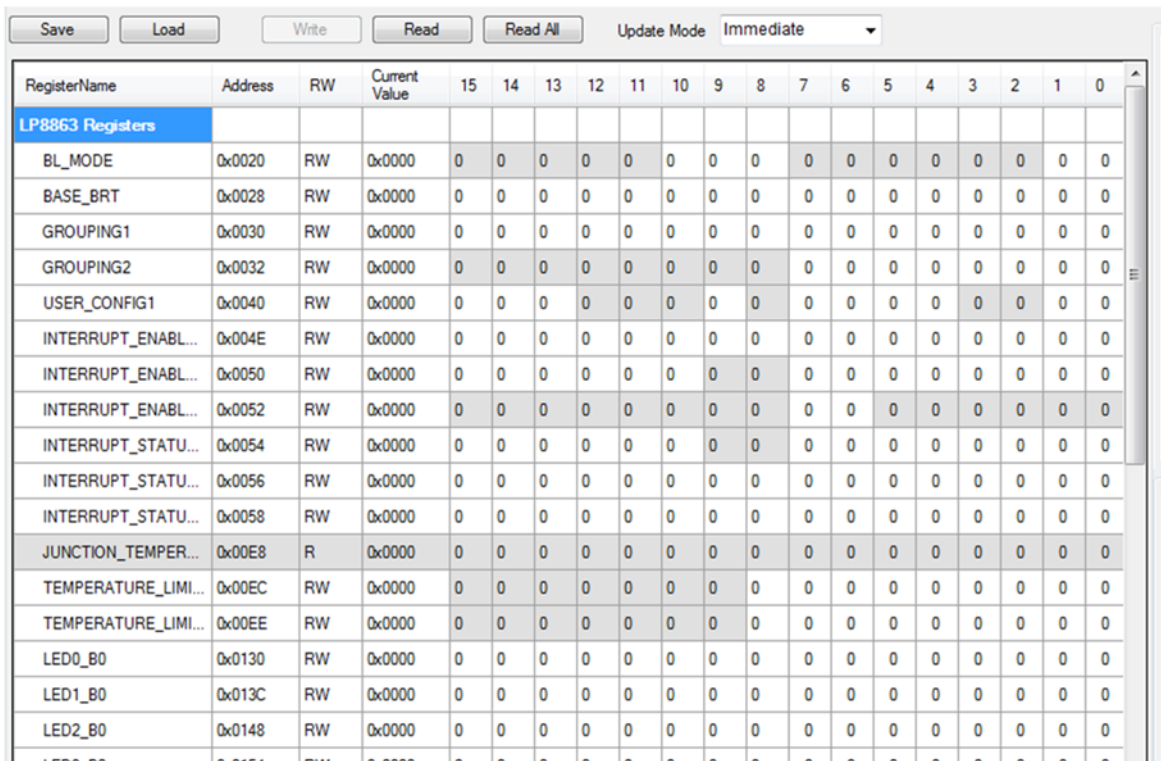 Save Load Write Read Read All Update Mode Immediate
RegisterName Address RW Current Value 15 14 13 12 11 10 9 8 7 6 5 4 3 2 1 0
LP8863 Registers
BL_MODE 0x0020 RW 0x0000 0 0 0 0 0 0 0 0 0 0 0 0 0 0 0 0
BASE_BRT 0x0028 RW 0x0000 0 0 0 0 0 0 0 0 0 0 0 0 0 0 0 0
GROUPING1 0x0030 RW 0x0000 0 0 0 0 0 0 0 0 0 0 0 0 0 0 0 0
GROUPING2 0x0032 RW 0x0000 0 0 0 0 0 0 0 0 0 0 0 0 0 0 0 0
USER_CONFIG1 0x0040 RW 0x0000 0 0 0 0 0 0 0 0 0 0 0 0 0 0 0 0
INTERRUPT_ENABL... 0x004E RW 0x0000 0 0 0 0 0 0 0 0 0 0 0 0 0 0 0 0
INTERRUPT_ENABL... 0x0050 RW 0x0000 0 0 0 0 0 0 0 0 0 0 0 0 0 0 0 0
INTERRUPT_ENABL... 0x0052 RW 0x0000 0 0 0 0 0 0 0 0 0 0 0 0 0 0 0 0
INTERRUPT_STATU... 0x0054 RW 0x0000 0 0 0 0 0 0 0 0 0 0 0 0 0 0 0 0
INTERRUPT_STATU... 0x0056 RW 0x0000 0 0 0 0 0 0 0 0 0 0 0 0 0 0 0 0
INTERRUPT_STATU... 0x0058 RW 0x0000 0 0 0 0 0 0 0 0 0 0 0 0 0 0 0 0
JUNCTION_TEMPER... 0x00E8 R 0x0000 0 0 0 0 0 0 0 0 0 0 0 0 0 0 0 0
TEMPERATURE_LIMI... 0x00EC RW 0x0000 0 0 0 0 0 0 0 0 0 0 0 0 0 0 0 0
TEMPERATURE_LIMI... 0x00EE RW 0x0000 0 0 0 0 0 0 0 0 0 0 0 0 0 0 0 0
LED0_B0 0x0130 RW 0x0000 0 0 0 0 0 0 0 0 0 0 0 0 0 0 0 0
LED1_B0 0x013C RW 0x0000 0 0 0 0 0 0 0 0 0 0 0 0 0 0 0 0
LED2_B0 0x0148 RW 0x0000 0 0 0 0 0 0 0 0 0 0 0 0 0 0 0 0